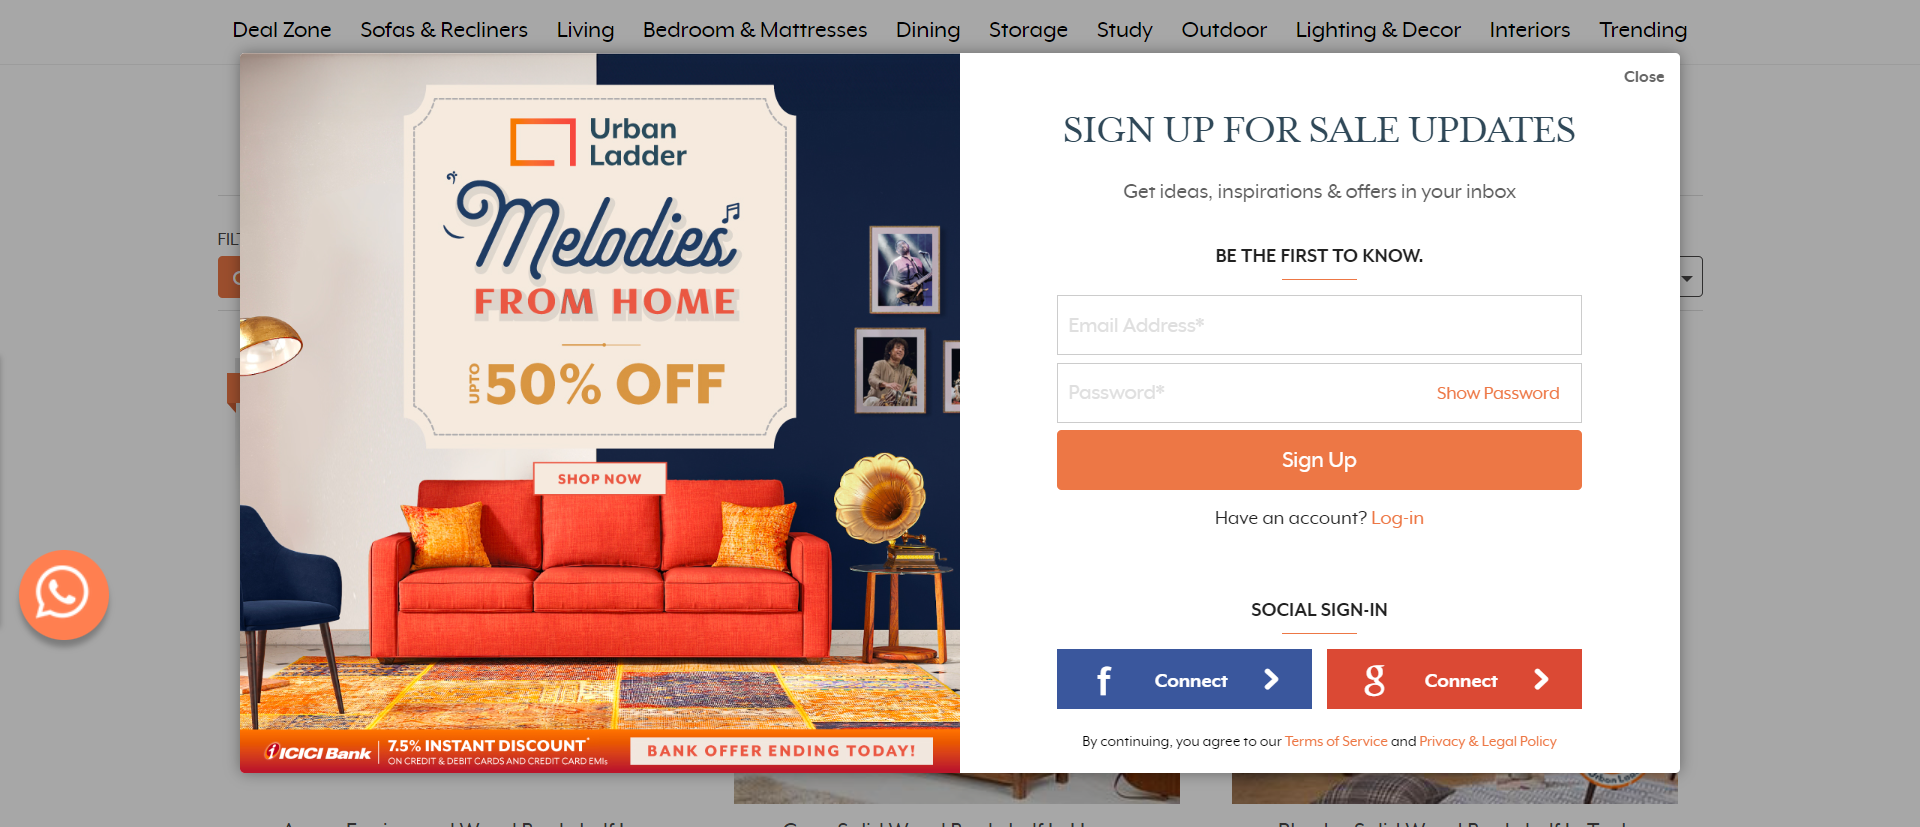 Deal Zone Sofas & Recliners Living Bedroom & Mattresses Dining Storage Study Outdoor Lighting & Decor Interiors Trending
Close
Urban
Ladder
Melodies
FROM HOME
UPTO 50% OFF
SHOP NOW
ICICI Bank 7.5% INSTANT DISCOUNT*
ON CREDIT & DEBIT CARDS AND CREDIT CARD EMIs
BANK OFFER ENDING TODAY!
SIGN UP FOR SALE UPDATES
Get ideas, inspirations & offers in your inbox
BE THE FIRST TO KNOW.
Email Address*
Password* Show Password
Sign Up
Have an account? Log-in
SOCIAL SIGN-IN
f Connect
g Connect
By continuing, you agree to our Terms of Service and Privacy & Legal Policy